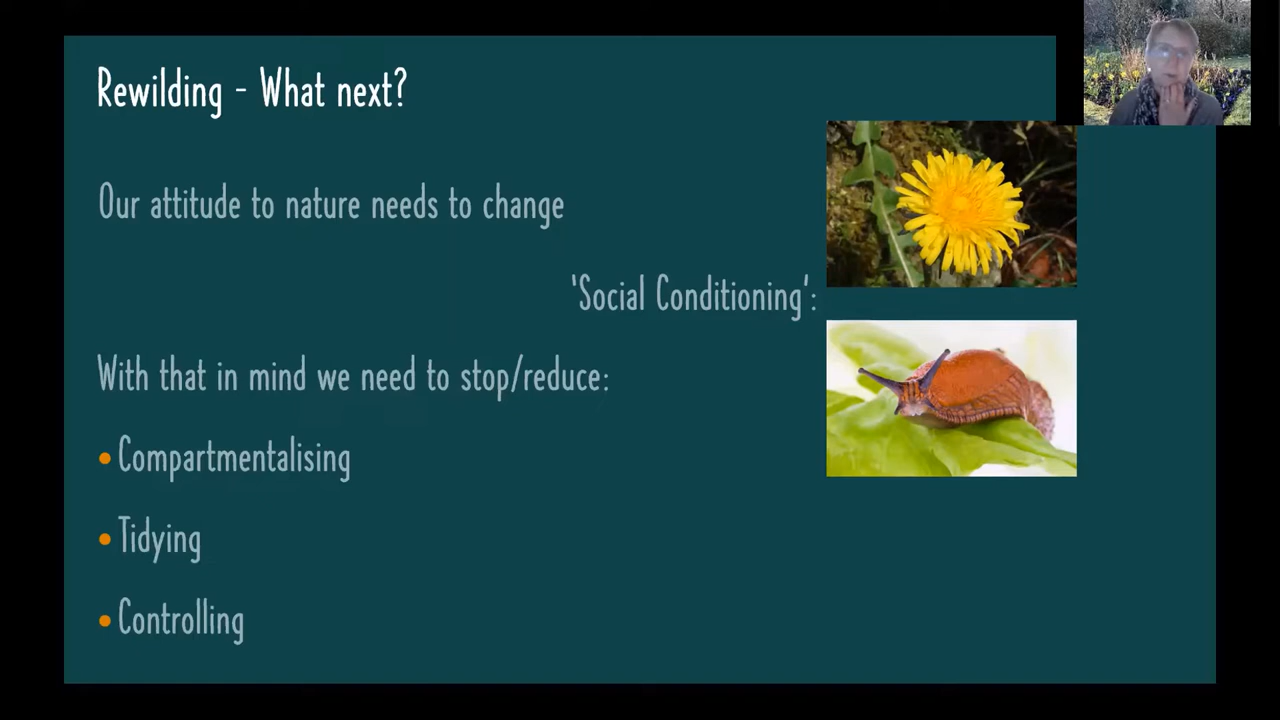 Rewilding - What next?
Our attitude to nature needs to change
'Social Conditioning':
With that in mind we need to stop/reduce:
• Compartmentalising
• Tidying
• Controlling